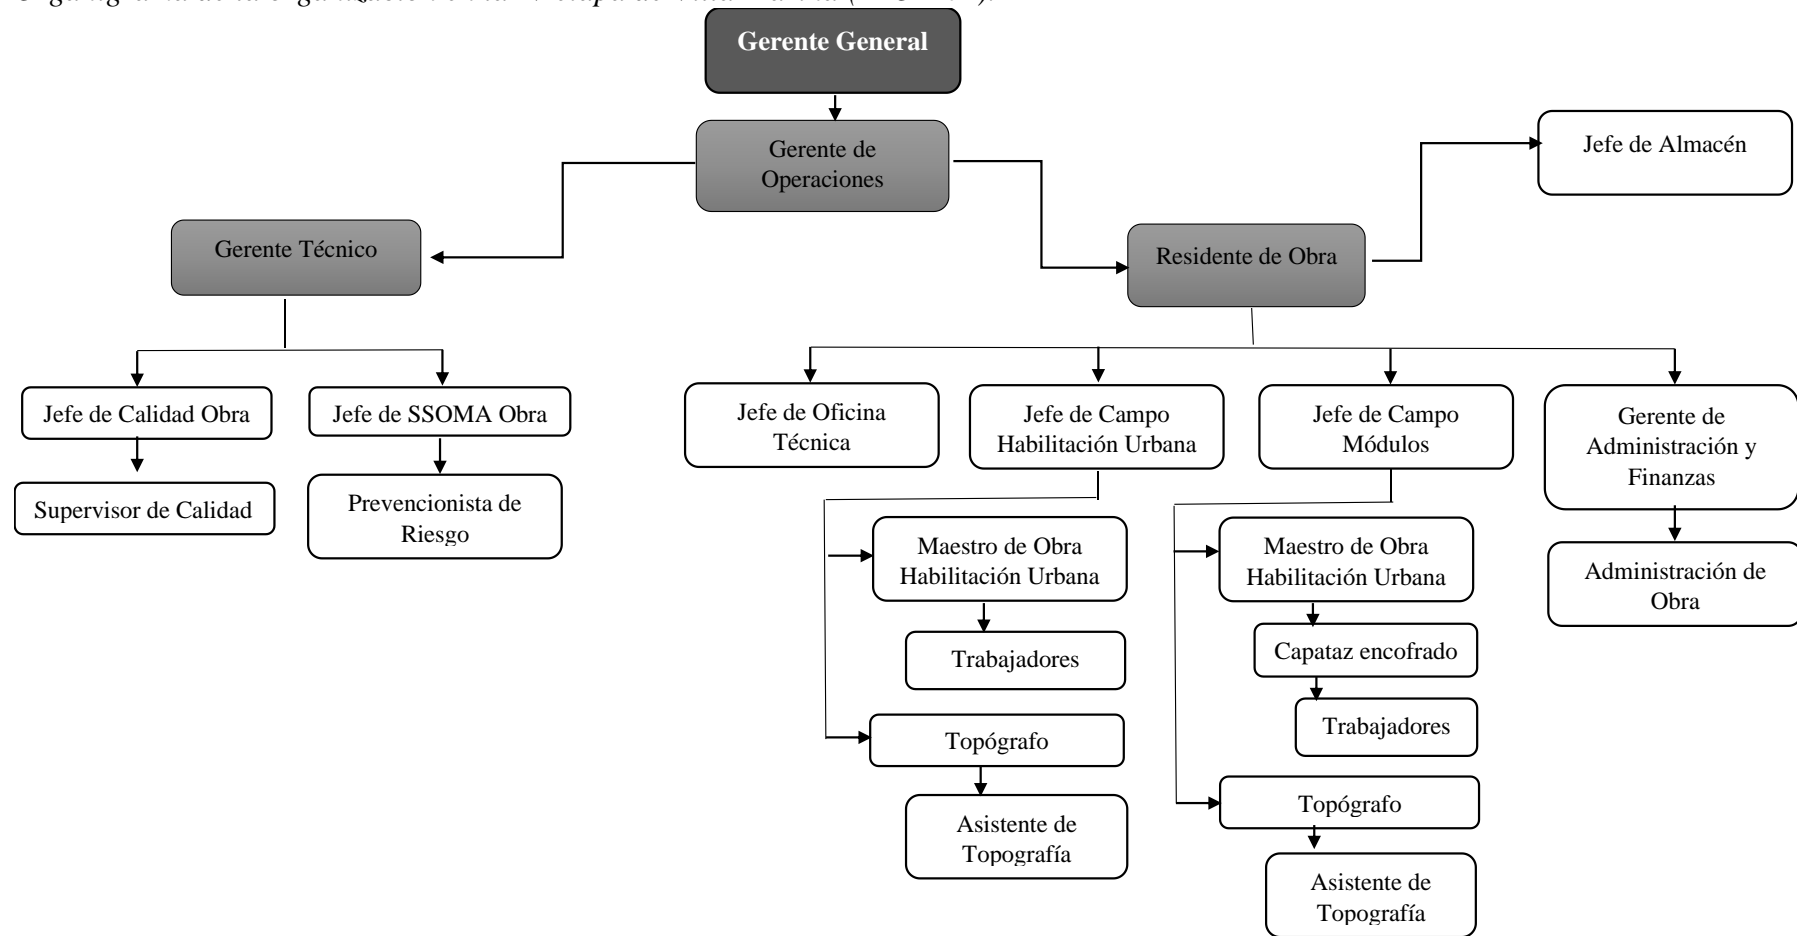 Gerente General
Gerente de
Operaciones
Jefe de Almacén
Gerente Técnico
Residente de Obra
Jefe de Calidad Obra
Jefe de SSOMA Obra
Jefe de Oficina
Técnica
Jefe de Campo
Habilitación Urbana
Jefe de Campo
Módulos
Gerente de
Administración y
Finanzas
Supervisor de Calidad
Prevencionista de
Riesgo
Maestro de Obra
Habilitación Urbana
Maestro de Obra
Habilitación Urbana
Administración de
Obra
Trabajadores
Capataz encofrado
Trabajadores
Topógrafo
Topógrafo
Asistente de
Topografía
Asistente de
Topografía